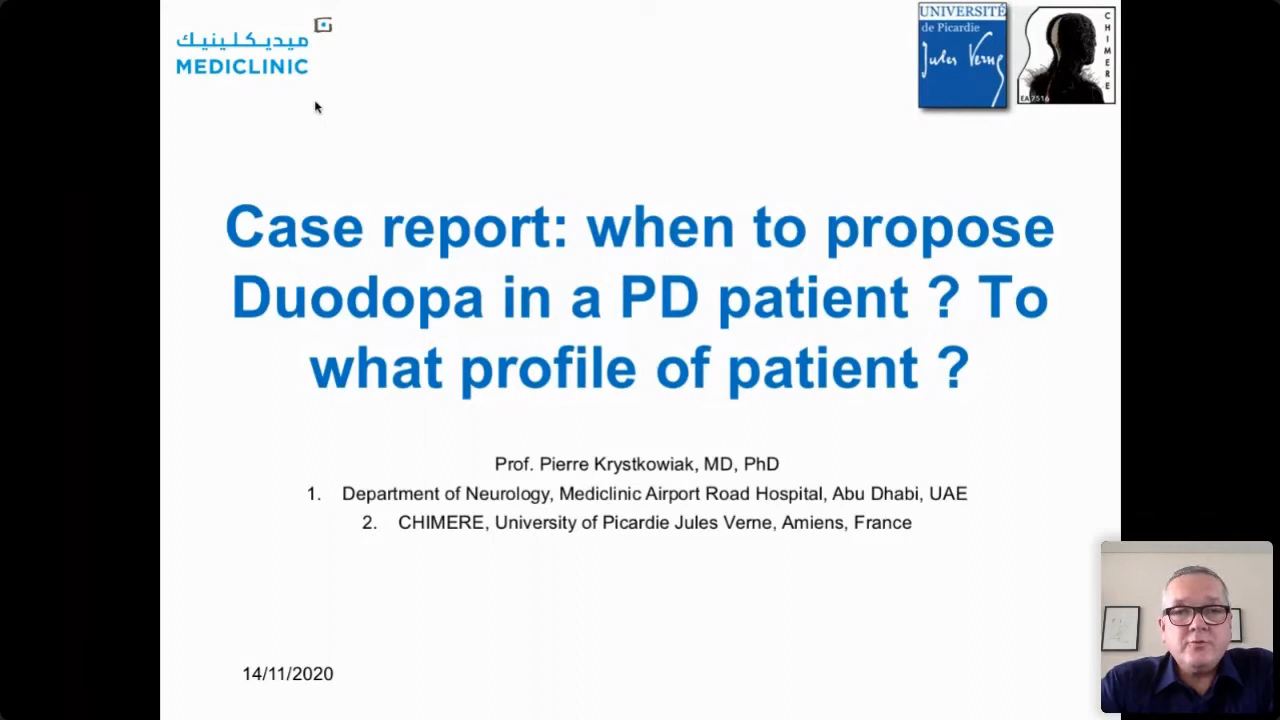 ميديكلينيك
MEDICLINIC
UNIVERSITÉ
de Picardie
Jules Verne
CHIMERE
EA 7516
Case report: when to propose
Duodopa in a PD patient ? To
what profile of patient ?
Prof. Pierre Krystkowiak, MD, PhD
1. Department of Neurology, Mediclinic Airport Road Hospital, Abu Dhabi, UAE
2. CHIMERE, University of Picardie Jules Verne, Amiens, France
14/11/2020